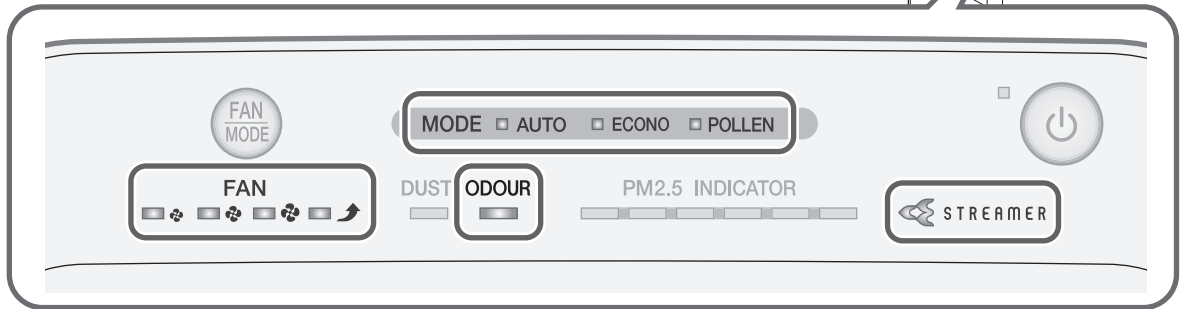 FAN
MODE
MODE AUTO ECONO POLLEN
FAN
DUST ODOUR PM2.5 INDICATOR
STREAMER